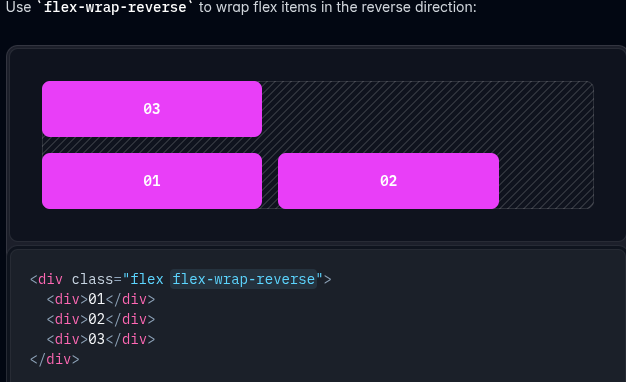 Use `flex-wrap-reverse` to wrap flex items in the reverse direction:
03
01 02
<div class="flex flex-wrap-reverse">
  <div>01</div>
  <div>02</div>
  <div>03</div>
</div>